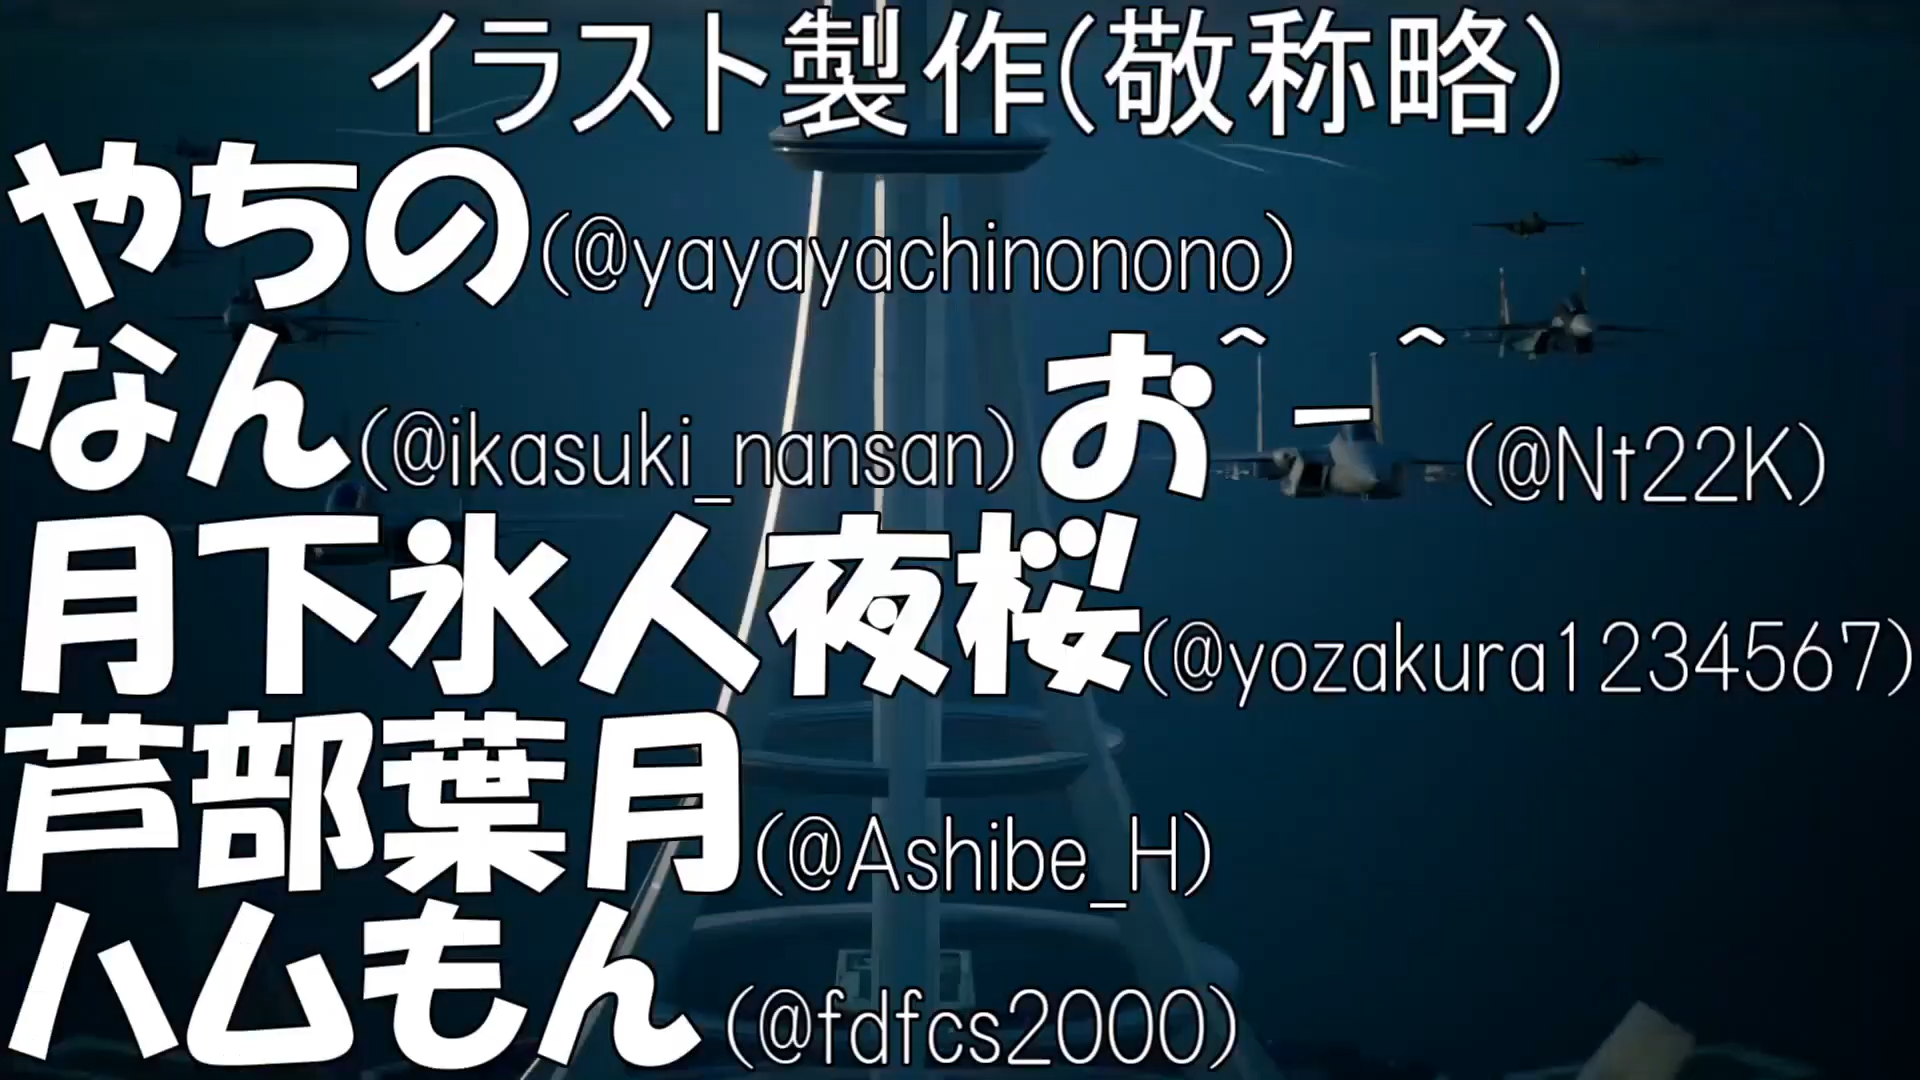 イラスト製作(敬称略)
やちの(@yayayachinonono)
なん(@ikasuki_nansan) お^_^(@Nt22K)
月下氷人夜桜(@yozakura1234567)
芦部葉月(@Ashibe_H)
ハムもん(@fdfcs2000)